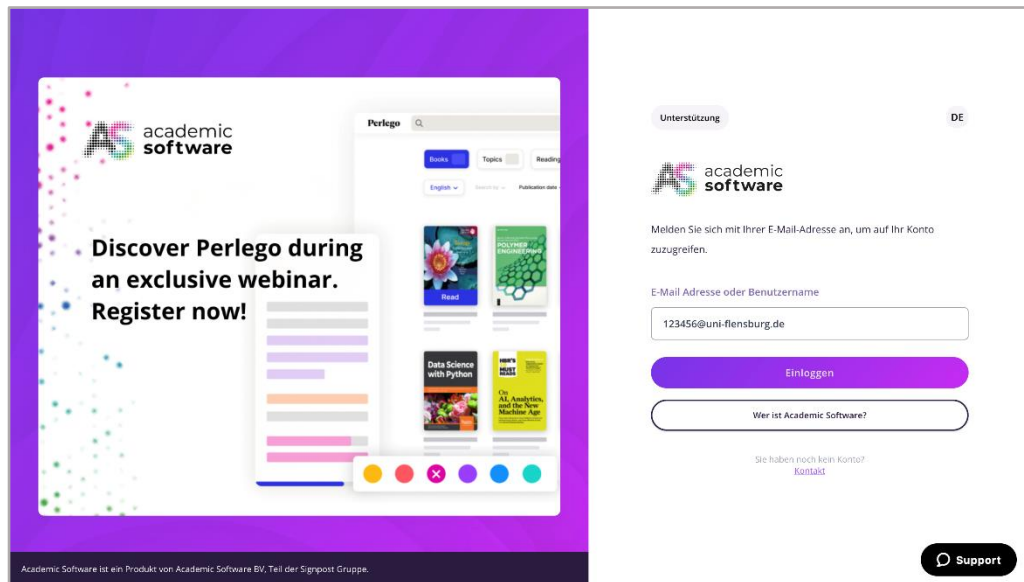 academic
software
Discover Perlego during
an exclusive webinar.
Register now!
Perlego
Books
Topics
Reading
English
Search by
Publication date
Read
POLYMER
ENGINEERING
Data Science
with Python
HBR'S
MUST
READS
On
AI, Analytics,
and the New
Machine Age
Academic Software ist ein Produkt von Academic Software BV, Teil der Signpost Gruppe.
Unterstützung
DE
academic
software
Melden Sie sich mit Ihrer E-Mail-Adresse an, um auf Ihr Konto
zuzugreifen.
E-Mail Adresse oder Benutzername
123456@uni-flensburg.de
Einloggen
Wer ist Academic Software?
Sie haben noch kein Konto?
Kontakt
Support